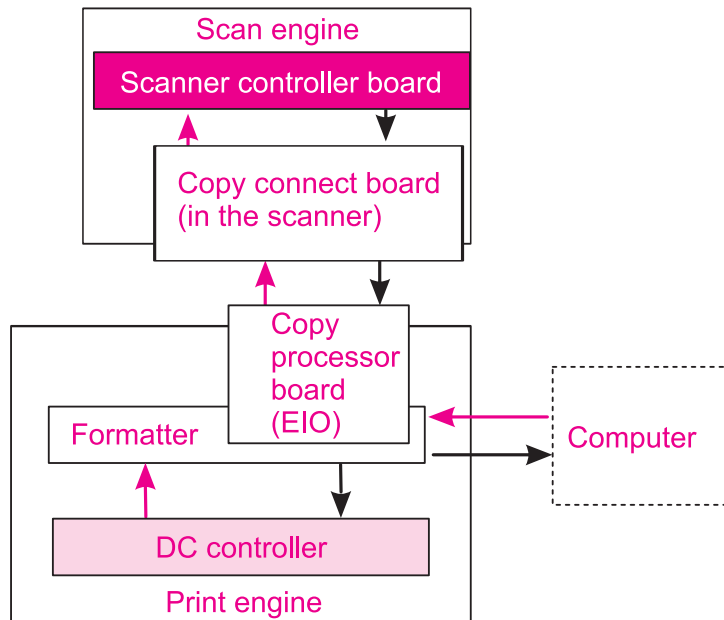 Scan engine
Scanner controller board
Copy connect board
(in the scanner)
Copy
processor
board
(EIO)
Formatter
Computer
DC controller
Print engine